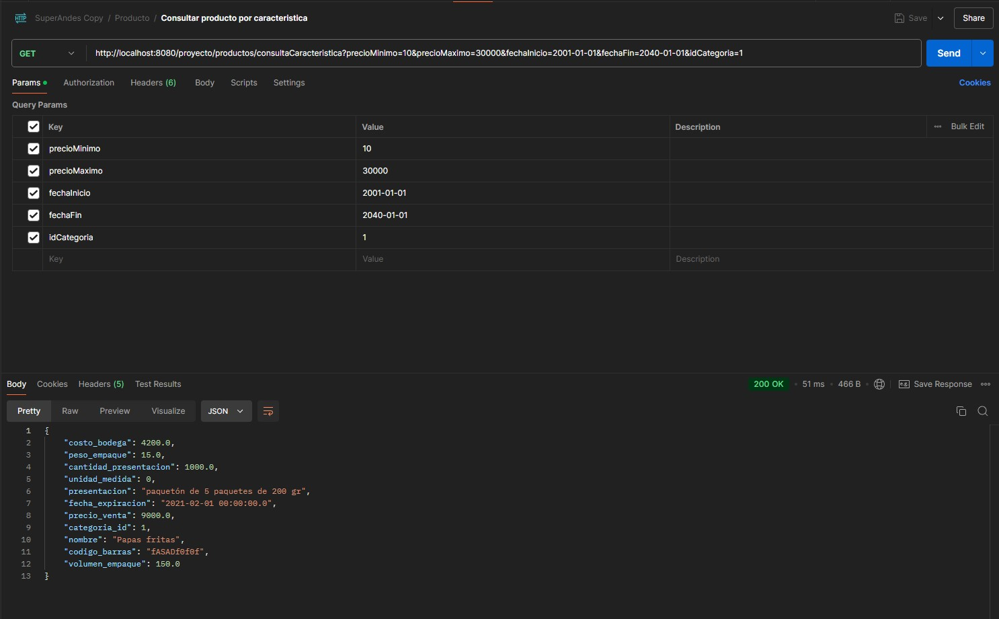 HTTP SuperAndes Copy / Producto / Consultar producto por caracteristica Save Share
GET http://localhost:8080/proyecto/productos/consultaCaracteristica?precioMinimo=10&precioMaximo=30000&fechaInicio=2001-01-01&fechaFin=2040-01-01&idCategoria=1 Send
Params Authorization Headers (6) Body Scripts Settings Cookies
Query Params
Key Value Description ••• Bulk Edit
precioMinimo 10
precioMaximo 30000
fechaInicio 2001-01-01
fechaFin 2040-01-01
idCategoria 1
Key Value Description
Body Cookies Headers (5) Test Results 200 OK • 51 ms • 466 B • e.g. Save Response •••
Pretty Raw Preview Visualize JSON
1 {
2 "costo_bodega": 4200.0,
3 "peso_empaque": 15.0,
4 "cantidad_presentacion": 1000.0,
5 "unidad_medida": 0,
6 "presentacion": "paquetón de 5 paquetes de 200 gr",
7 "fecha_expiracion": "2021-02-01 00:00:00.0",
8 "precio_venta": 9000.0,
9 "categoria_id": 1,
10 "nombre": "Papas fritas",
11 "codigo_barras": "fASADf0f0f",
12 "volumen_empaque": 150.0
13 }